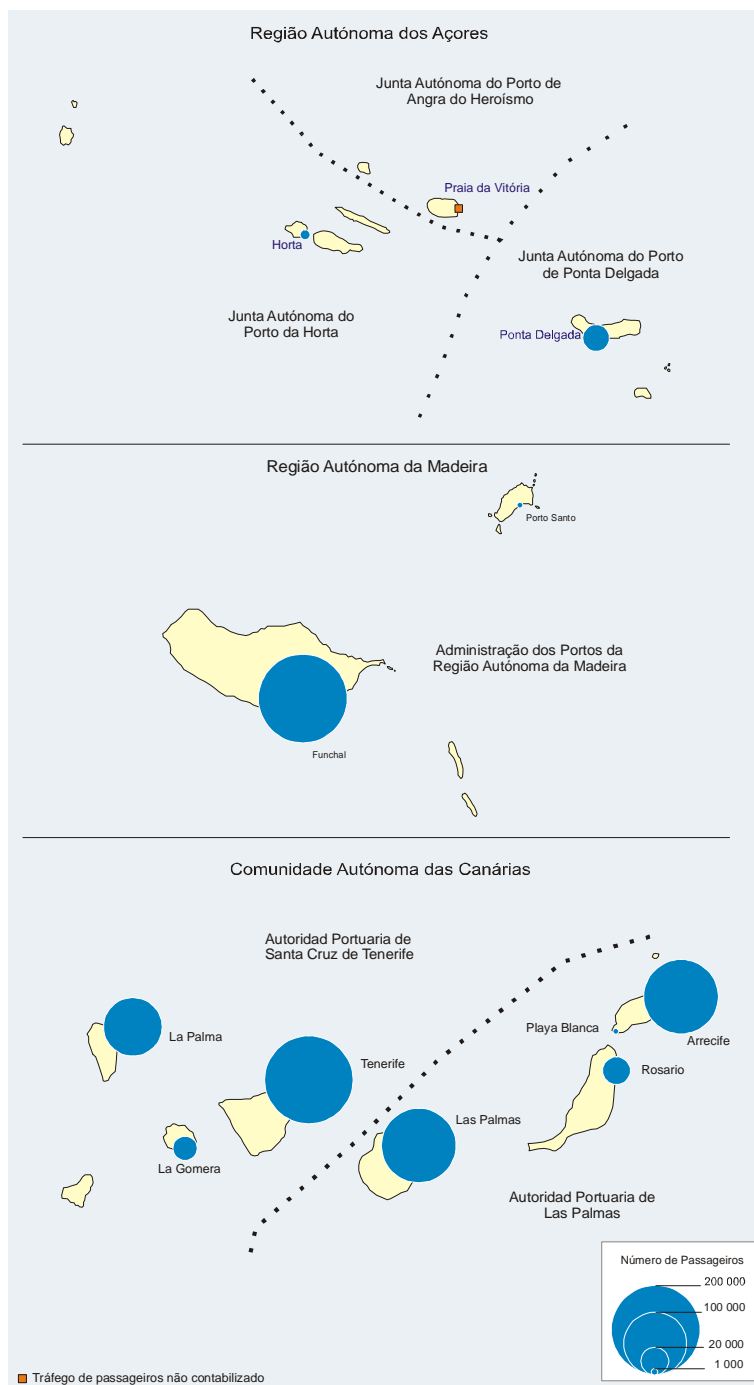 Região Autónoma dos Açores
Junta Autónoma do Porto de
Angra do Heroísmo
Praia da Vitória
Horta
Junta Autónoma do Porto
de Ponta Delgada
Junta Autónoma do
Porto da Horta
Ponta Delgada
Região Autónoma da Madeira
Porto Santo
Administração dos Portos da
Região Autónoma da Madeira
Funchal
Comunidade Autónoma das Canárias
Autoridad Portuaria de
Santa Cruz de Tenerife
La Palma
Playa Blanca
Arrecife
Tenerife
Rosario
Las Palmas
La Gomera
Autoridad Portuaria de
Las Palmas
Número de Passageiros
200 000
100 000
20 000
1 000
Tráfego de passageiros não contabilizado